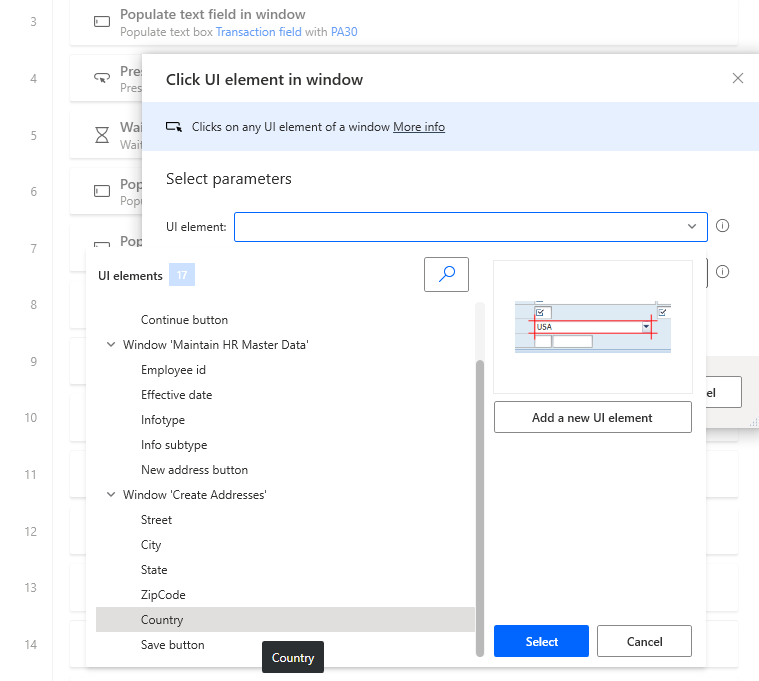 3
Populate text field in window
Populate text box Transaction field with PA30
4
Pres
Pres
Click UI element in window
Clicks on any UI element of a window More info
5
Wai
Wait
Select parameters
6
Pop
Popu
UI element:
7
Pop
UI elements 17
8
Continue button
Window 'Maintain HR Master Data'
USA
9
Employee id
Effective date
el
10
Infotype
Add a new UI element
Info subtype
11
New address button
Window 'Create Addresses'
12
Street
City
State
13
ZipCode
Country
14
Save button
Select
Cancel
Country